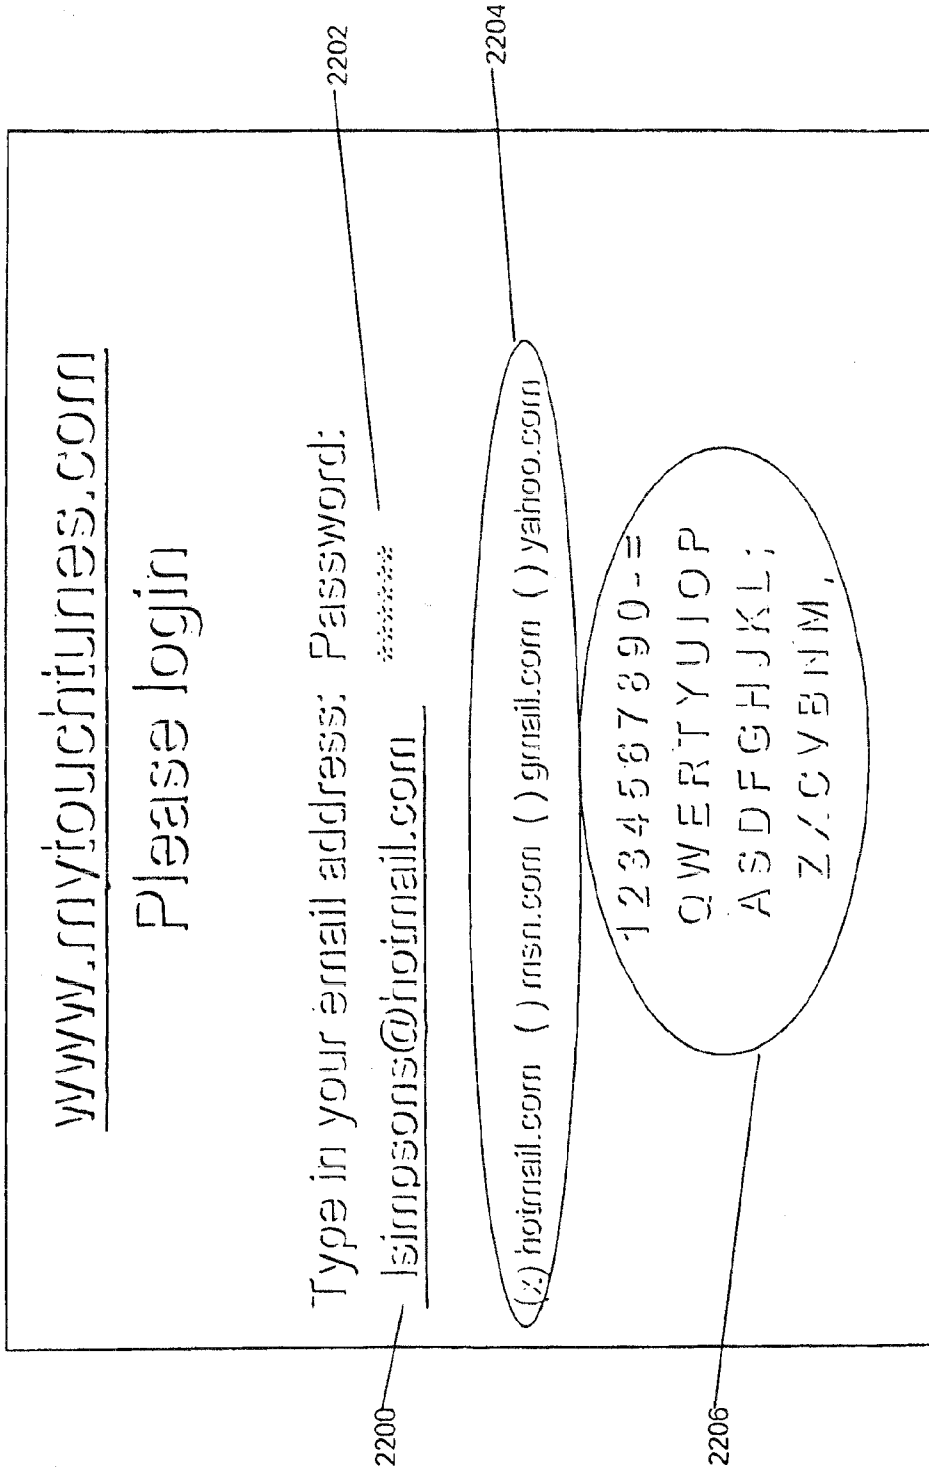 www.mytouchtunes.com
Please login
Type in your email address: Password:
lsimpsons@hotmail.com ******
(x) hotmail.com () msn.com () gmail.com () yahoo.com
1 2 3 4 5 6 7 8 9 0 - =
Q W E R T Y U I O P
A S D F G H J K L ;
Z X C V B N M ,
2200
2202
2204
2206